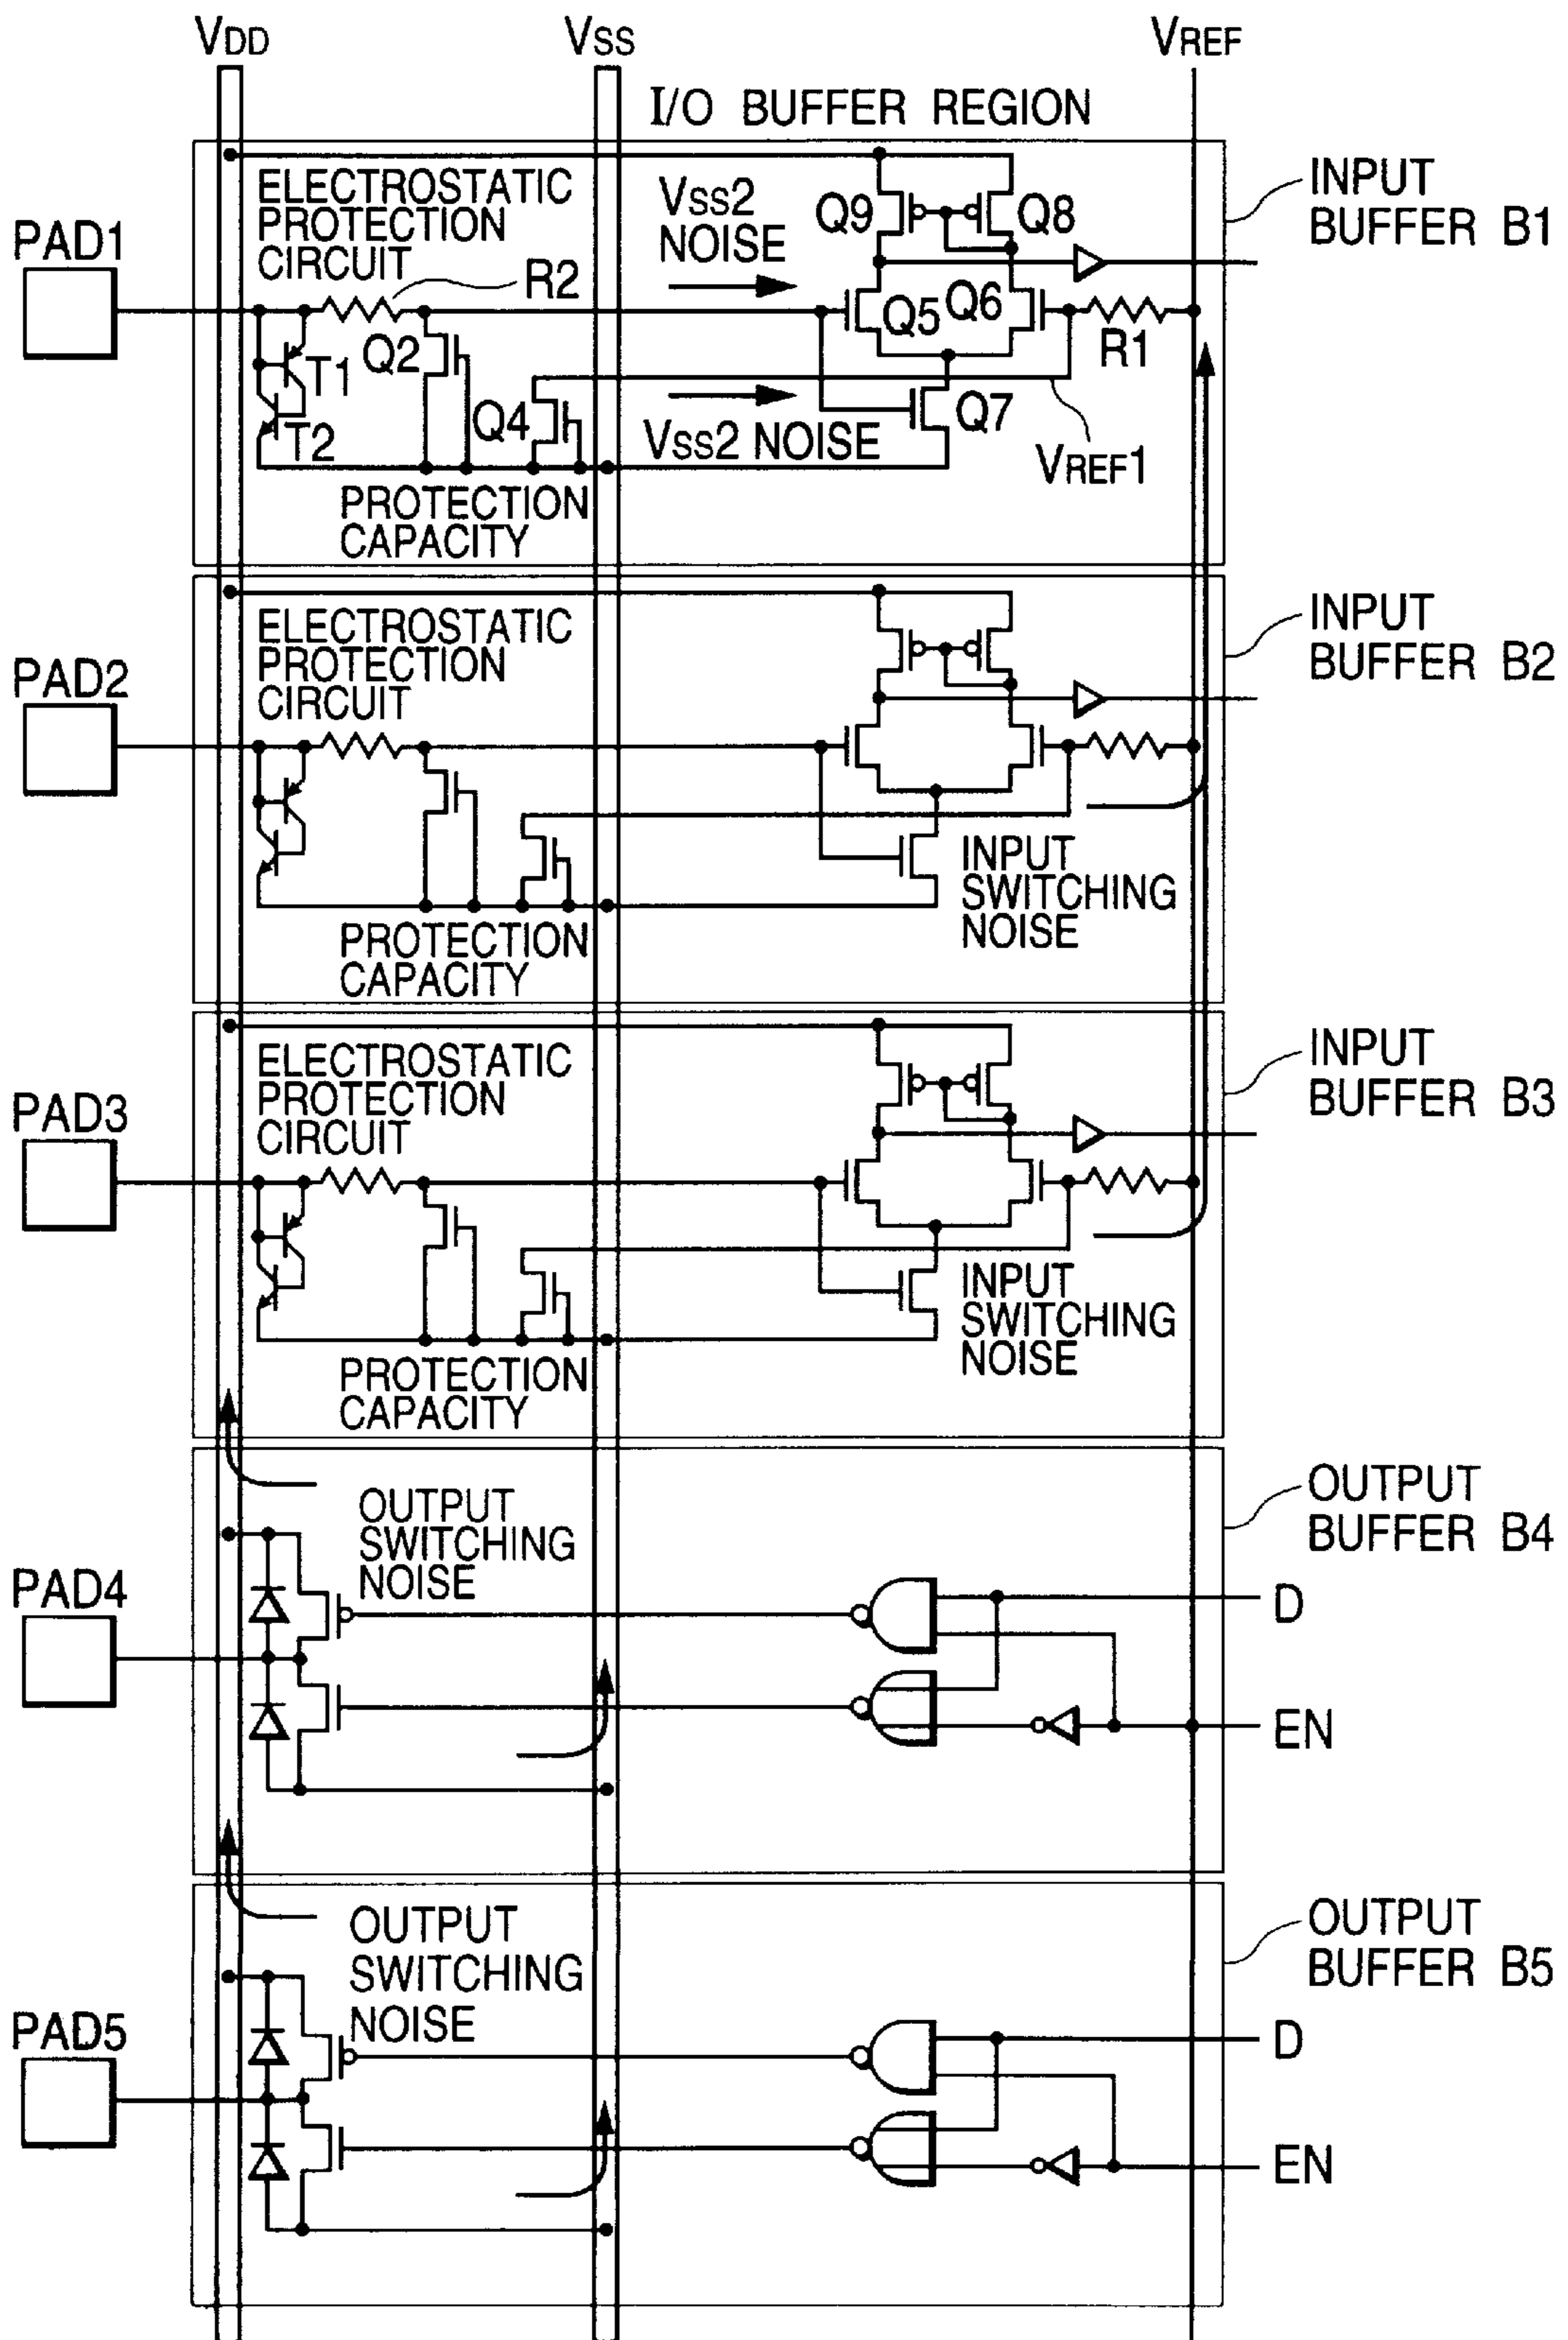 VDD
VSS
VREF
I/O BUFFER REGION
INPUT
BUFFER B1
PAD1
ELECTROSTATIC
PROTECTION
CIRCUIT
R2
VSS2
NOISE
Q9
Q8
Q5
Q6
R1
T1
T2
Q2
Q4
VSS2 NOISE
Q7
VREF1
PROTECTION
CAPACITY
INPUT
BUFFER B2
PAD2
ELECTROSTATIC
PROTECTION
CIRCUIT
INPUT
SWITCHING
NOISE
PROTECTION
CAPACITY
INPUT
BUFFER B3
PAD3
ELECTROSTATIC
PROTECTION
CIRCUIT
INPUT
SWITCHING
NOISE
PROTECTION
CAPACITY
OUTPUT
BUFFER B4
PAD4
OUTPUT
SWITCHING
NOISE
D
EN
OUTPUT
BUFFER B5
PAD5
OUTPUT
SWITCHING
NOISE
D
EN